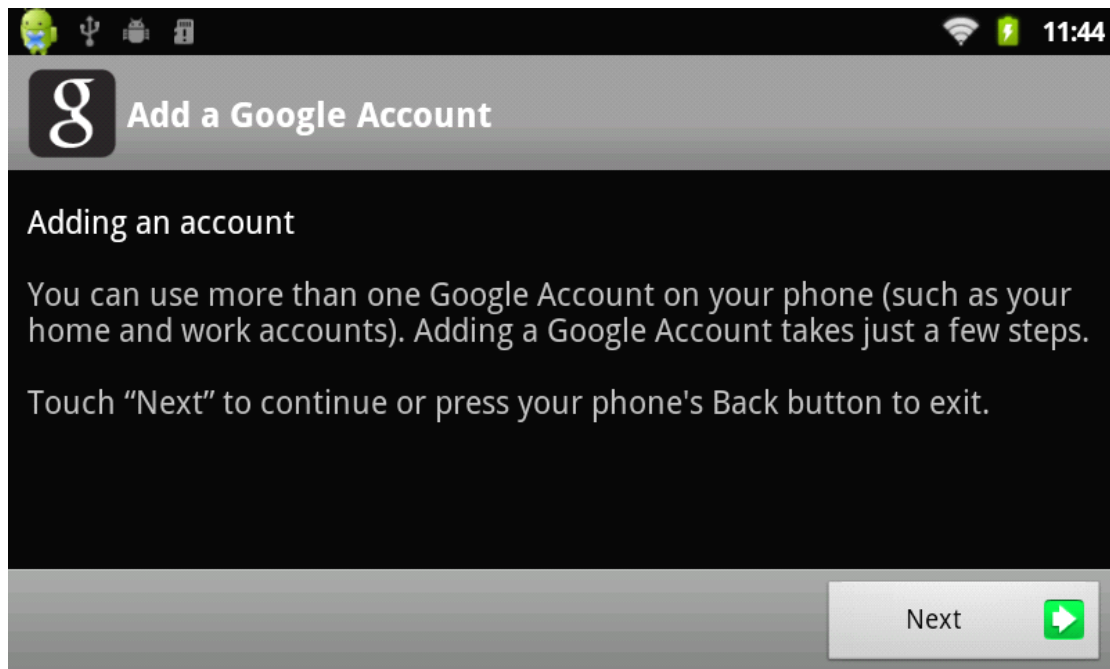 11:44
g Add a Google Account
Adding an account
You can use more than one Google Account on your phone (such as your
home and work accounts). Adding a Google Account takes just a few steps.
Touch “Next” to continue or press your phone's Back button to exit.
Next